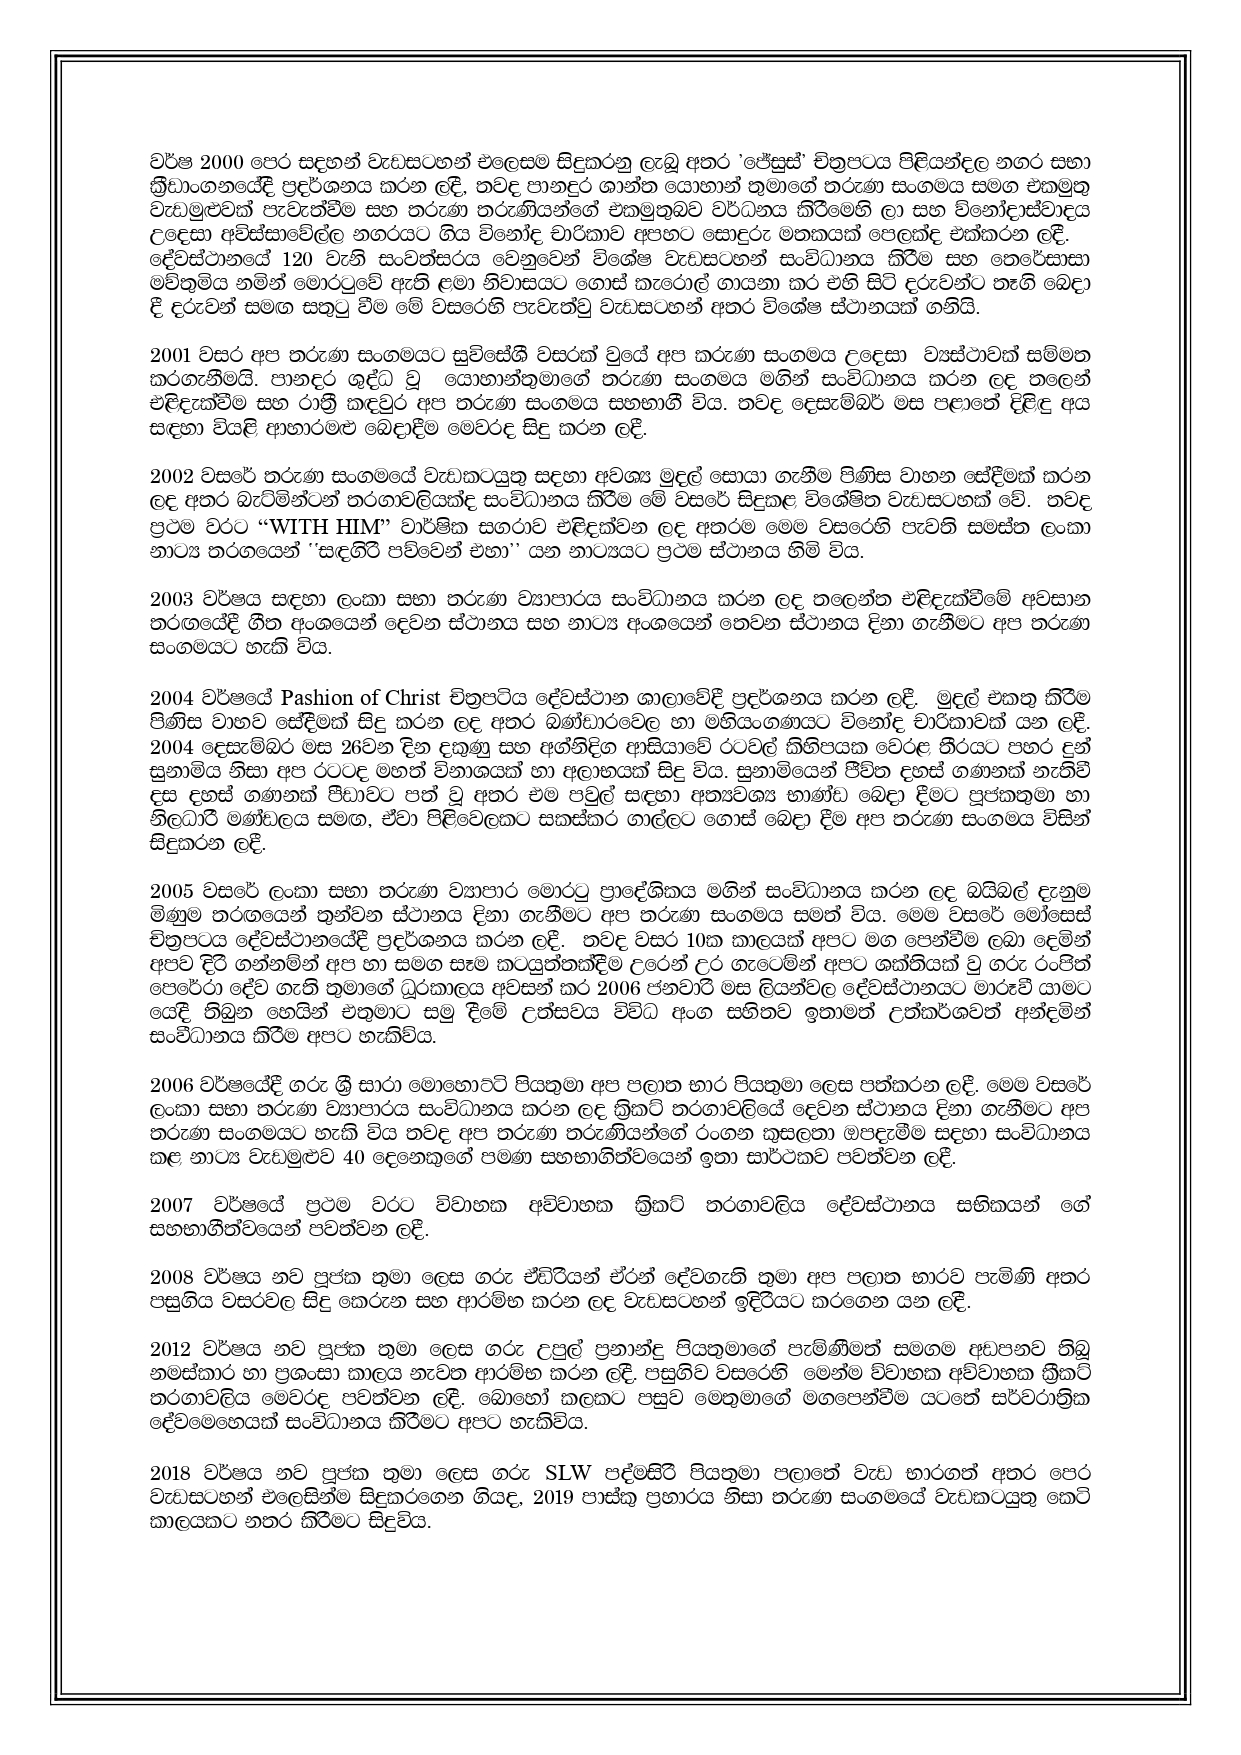 වර්ෂ 2000 පෙර සදහන් වැඩසටහන් එලෙසම සිදුකරනු ලැබූ අතර 'ජේසුස්' චිත්‍රපටය පිළියන්දල නගර සභා
ක්‍රීඩාංගනයේදී ප්‍රදර්ශනය කරන ලදී, තවද පානදුර ශාන්ත යොහාන් තුමාගේ තරුණ සංගමය සමග එකමුතු
වැඩමුළුවක් පැවැත්වීම සහ තරුණ තරුණියන්ගේ එකමුතුබව වර්ධනය කිරීමෙහි ලා සහ විනෝදාස්වාදය
උදෙසා අවිස්සාවේල්ල නගරයට ගිය විනෝද චාරිකාව අපහට සොදුරු මතකයක් පෙලක්ද එක්කරන ලදී.
දේවස්ථානයේ 120 වැනි සංවත්සරය වෙනුවෙන් විශේෂ වැඩසටහන් සංවිධානය කිරීම සහ තෙරේසාසා
මව්තුමිය නමින් මොරටුවේ ඇති ළමා නිවාසයට ගොස් කැරොල් ගායනා කර එහි සිටි දරුවන්ට තෑගි බෙදා
දී දරුවන් සමඟ සතුටු වීම මේ වසරෙහි පැවැත්වු වැඩසටහන් අතර විශේෂ ස්ථානයක් ගනියි.

2001 වසර අප තරුණ සංගමයට සුවිසේශී වසරක් වුයේ අප කරුණ සංගමය උදෙසා ව්‍යස්ථාවක් සම්මත
කරගැනීමයි. පානදර ශුද්ධ වූ යොහාන්තුමාගේ තරුණ සංගමය මගින් සංවිධානය කරන ලද තලෙන්
එළිදැක්වීම සහ රාත්‍රී කඳවුර අප තරුණ සංගමය සහභාගී විය. තවද දෙසැම්බර් මස පළාතේ දිළිඳු අය
සඳහා වියළි ආහාරමළු බෙදාදීම මෙවරද සිදු කරන ලදී.

2002 වසරේ තරුණ සංගමයේ වැඩකටයුතු සදහා අවශ්‍ය මුදල් සොයා ගැනීම පිණිස වාහන සේදීමක් කරන
ලද අතර බැට්මින්ටන් තරගාවලියක්ද සංවිධානය කිරීම මේ වසරේ සිදුකළ විශේෂිත වැඩසටහක් වේ. තවද
ප්‍රථම වරට “WITH HIM” වාර්ෂික සගරාව එළිදක්වන ලද අතරම මෙම වසරෙහි පැවති සමස්ත ලංකා
නාට්‍ය තරගයෙන් “සඳගිරි පව්වෙන් එහා” යන නාට්‍යයට ප්‍රථම ස්ථානය හිමි විය.

2003 වර්ෂය සඳහා ලංකා සභා තරුණ ව්‍යාපාරය සංවිධානය කරන ලද තලෙන්ත එළිදැක්වීමේ අවසාන
තරඟයේදී ගීත අංශයෙන් දෙවන ස්ථානය සහ නාට්‍ය අංශයෙන් තෙවන ස්ථානය දිනා ගැනීමට අප තරුණ
සංගමයට හැකි විය.

2004 වර්ෂයේ Pashion of Christ චිත්‍රපටිය දේවස්ථාන ශාලාවේදී ප්‍රදර්ශනය කරන ලදී. මුදල් එකතු කිරීම
පිණිස වාහව සේදීමක් සිදු කරන ලද අතර බණ්ඩාරවෙල හා මහියංගණයට විනෝද චාරිකාවක් යන ලදී.
2004 දෙසැම්බර මස 26වන දින දකුණු සහ අග්නිදිග ආසියාවේ රටවල් කිහිපයක වෙරළ තීරයට පහර දුන්
සුනාමිය නිසා අප රටටද මහත් විනාශයක් හා අලාභයක් සිදු විය. සුනාමියෙන් ජීවිත දහස් ගණනක් නැතිවී
දස දහස් ගණනක් පීඩාවට පත් වූ අතර එම පවුල් සඳහා අත්‍යවශ්‍ය භාණ්ඩ බෙදා දීමට පූජකතුමා හා
නිලධාරී මණ්ඩලය සමඟ, ඒවා පිළිවෙලකට සකස්කර ගාල්ලට ගොස් බෙදා දීම අප තරුණ සංගමය විසින්
සිදුකරන ලදී.

2005 වසරේ ලංකා සභා තරුණ ව්‍යාපාර මොරටු ප්‍රාදේශිකය මගින් සංවිධානය කරන ලද බයිබල් දැනුම
මිණුම තරඟයෙන් තුන්වන ස්ථානය දිනා ගැනීමට අප තරුණ සංගමය සමත් විය. මෙම වසරේ මෝසෙස්
චිත්‍රපටය දේවස්ථානයේදී ප්‍රදර්ශනය කරන ලදී. තවද වසර 10ක කාලයක් අපට මග පෙන්වීම ලබා දෙමින්
අපව දිරි ගන්නමින් අප හා සමග සෑම කටයුත්තක්දීම උරෙන් උර ගැටෙමින් අපට ශක්තියක් වු ගරු රංජිත්
පෙරේරා දේව ගැති තුමාගේ ධූරකාලය අවසන් කර 2006 ජනවාරි මස ලියන්වල දේවස්ථානයට මාරුවී යාමට
යෙදී තිබුන හෙයින් එතුමාට සමු දීමේ උත්සවය විවිධ අංග සහිතව ඉතාමත් උත්කර්ශවත් අන්දමින්
සංවීධානය කිරීම අපට හැකිවිය.

2006 වර්ෂයේදී ගරු ශ්‍රී සාරා මොහොට්ටි පියතුමා අප පලාත භාර පියතුමා ලෙස පත්කරන ලදී. මෙම වසරේ
ලංකා සභා තරුණ ව්‍යාපාරය සංවිධානය කරන ලද ක්‍රිකට් තරගාවලියේ දෙවන ස්ථානය දිනා ගැනීමට අප
තරුණ සංගමයට හැකි විය තවද අප තරුණ තරුණියන්ගේ රංගන කුසලතා ඔපදැමීම සදහා සංවිධානය
කළ නාට්‍ය වැඩමුළුව 40 දෙනෙකුගේ පමණ සහභාගිත්වයෙන් ඉතා සාර්ථකව පවත්වන ලදී.

2007 වර්ෂයේ ප්‍රථම වරට විවාහක අවිවාහක ක්‍රිකට් තරගාවලිය දේවස්ථානය සභිකයන් ගේ
සහභාගීත්වයෙන් පවත්වන ලදී.

2008 වර්ෂය නව පූජක තුමා ලෙස ගරු ඒඩ්රියන් ඒරන් දේවගැති තුමා අප පලාත භාරව පැමිණි අතර
පසුගිය වසරවල සිදු කෙරුන සහ ආරම්භ කරන ලද වැඩසටහන් ඉදිරියට කරගෙන යන ලදී.

2012 වර්ෂය නව පූජක තුමා ලෙස ගරු උපුල් ප්‍රනාන්දු පියතුමාගේ පැමිණීමත් සමගම අඩපනව තිබූ
නමස්කාර හා ප්‍රශංසා කාලය නැවත ආරම්භ කරන ලදී. පසුගිව වසරෙහි මෙන්ම විවාහක අවිවාහක ක්‍රීකට්
තරගාවලිය මෙවරද පවත්වන ලදී. බොහෝ කලකට පසුව මෙතුමාගේ මගපෙන්වීම යටතේ සර්වරාත්‍රික
දේවමෙහෙයක් සංවිධානය කිරීමට අපට හැකිවිය.

2018 වර්ෂය නව පූජක තුමා ලෙස ගරු SLW පද්මසිරි පියතුමා පලාතේ වැඩ භාරගත් අතර පෙර
වැඩසටහන් එලෙසින්ම සිදුකරගෙන ගියද, 2019 පාස්කු ප්‍රහාරය නිසා තරුණ සංගමයේ වැඩකටයුතු කෙටි
කාලයකට නතර කිරීමට සිදුවිය.